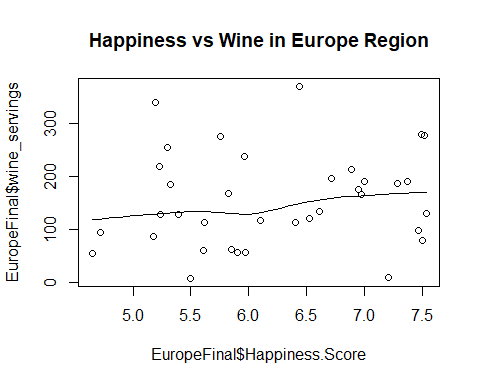 Happiness vs Wine in Europe Region
EuropeFinal$wine_servings
300
200
100
0
5.0 5.5 6.0 6.5 7.0 7.5
EuropeFinal$Happiness.Score